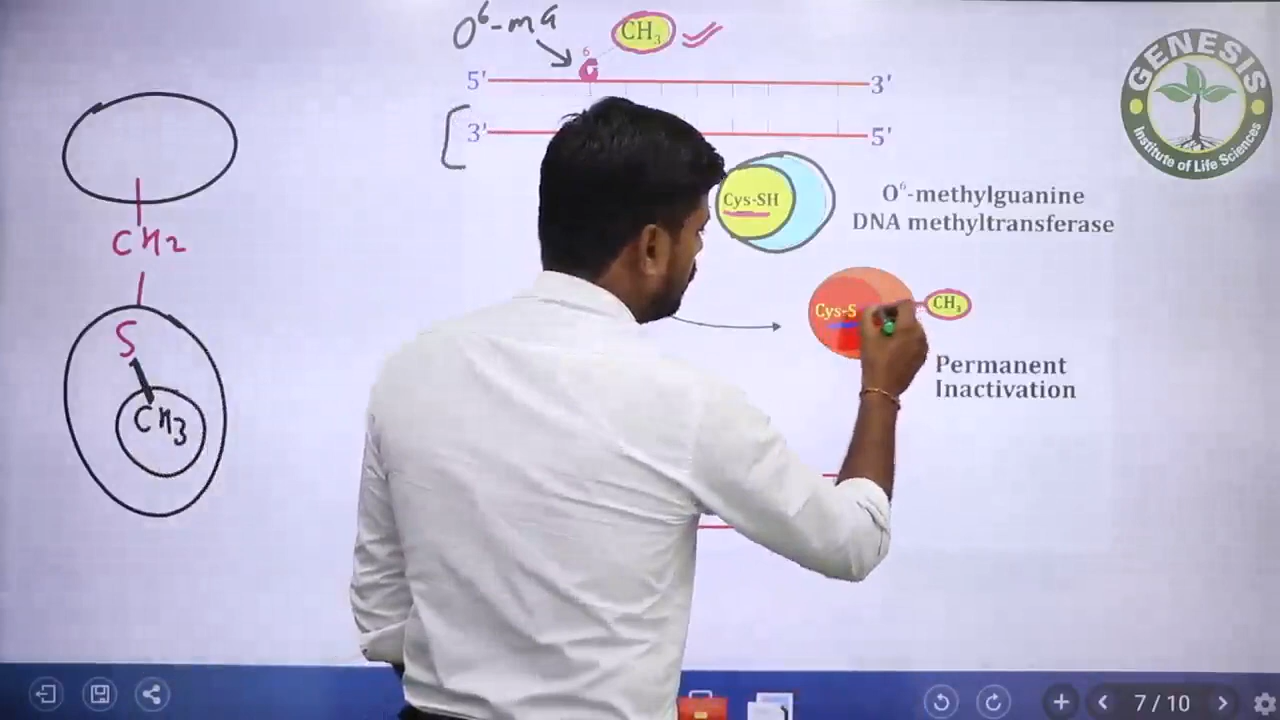 O⁶-mG
CH₃
6
G
5' 3'
3' 5'
GENESIS
Institute of Life Sciences
Cys-SH
O⁶-methylguanine
DNA methyltransferase
CH2
S
CH3
Cys-S
CH₃
Permanent
Inactivation
7 / 10